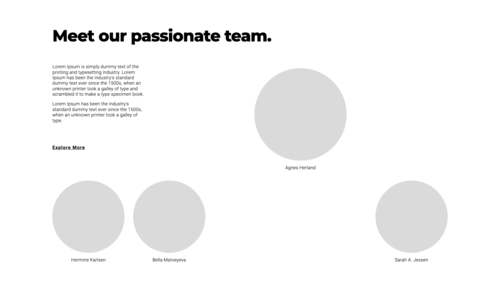 Meet our passionate team.
Lorem Ipsum is simply dummy text of the
printing and typesetting industry. Lorem
Ipsum has been the industry's standard
dummy text ever since the 1500s, when an
unknown printer took a galley of type and
scrambled it to make a type specimen book.
Lorem Ipsum has been the industry's
standard dummy text ever since the 1500s,
when an unknown printer took a galley of
type
Explore More
Agnes Herland
Hermine Karlsen
Bella Matveyeva
Sarah A. Jessen